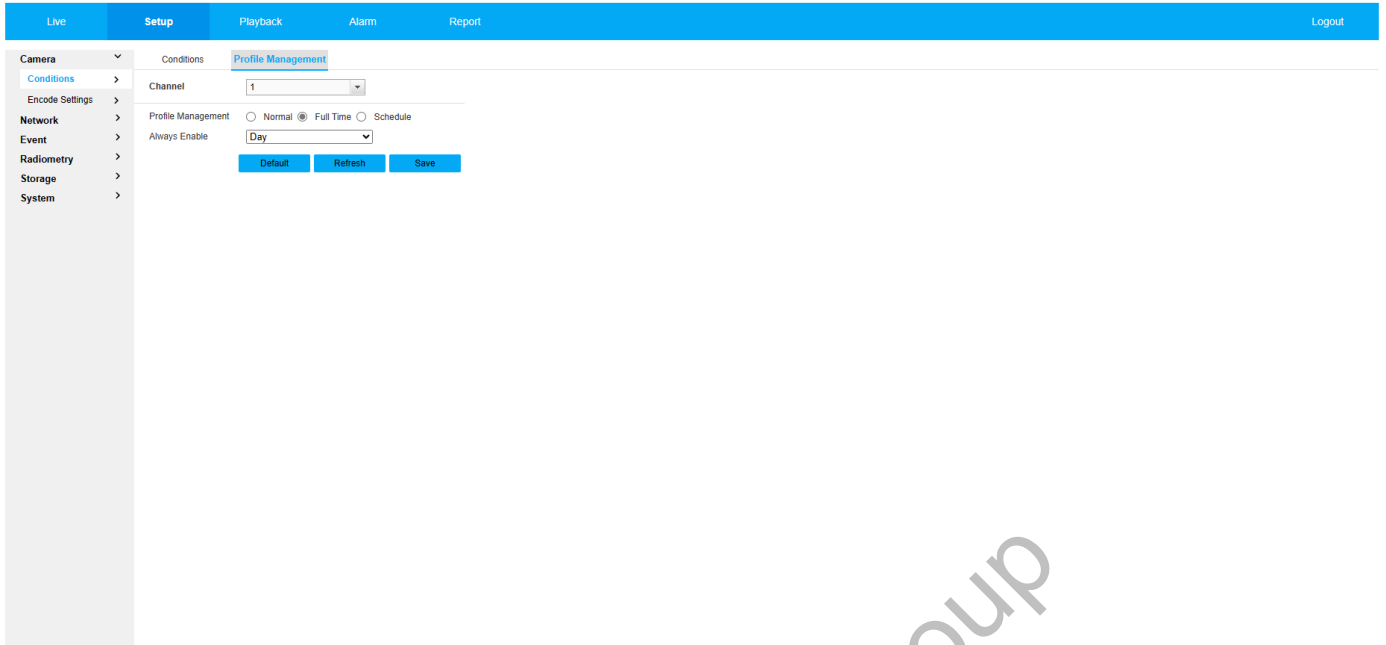 Live Setup Playback Alarm Report Logout
Camera Conditions Profile Management
Conditions
Channel 1
Encode Settings
Network Profile Management Normal Full Time Schedule
Event Always Enable Day
Radiometry Default Refresh Save
Storage
System